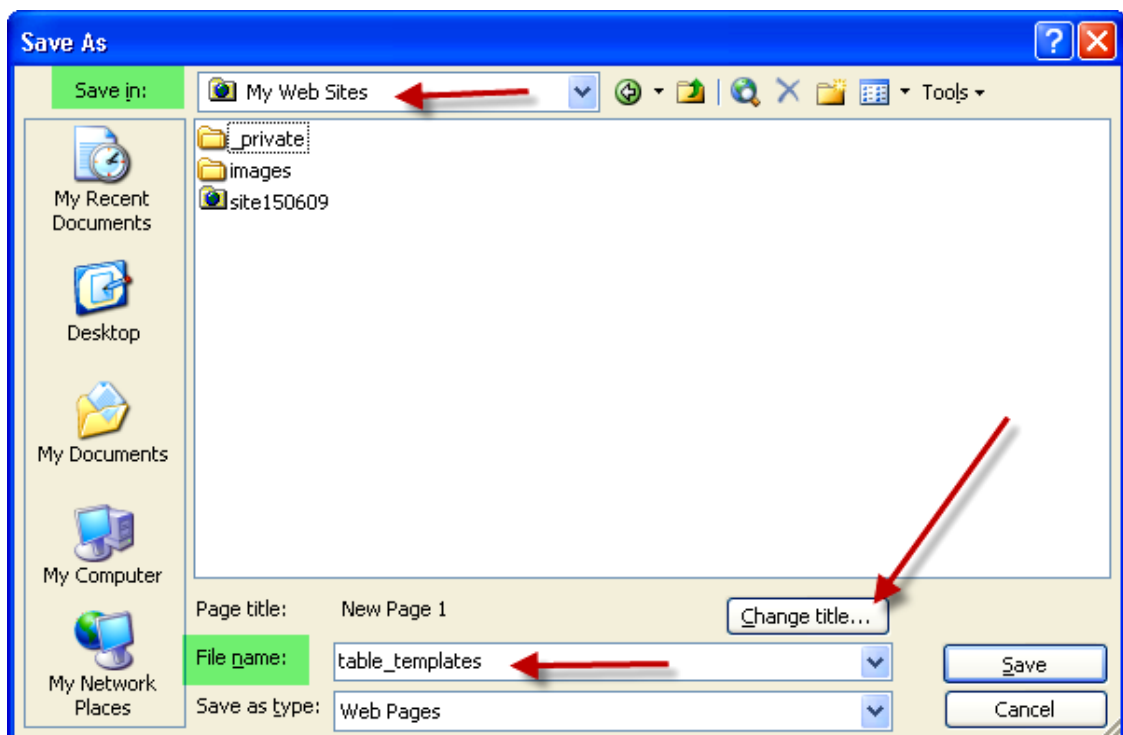 Save As
Save in:
My Web Sites
Tools
My Recent
Documents
Desktop
My Documents
My Computer
My Network
Places
_private
images
site150609
Page title:
New Page 1
Change title...
File name:
table_templates
Save
Save as type:
Web Pages
Cancel